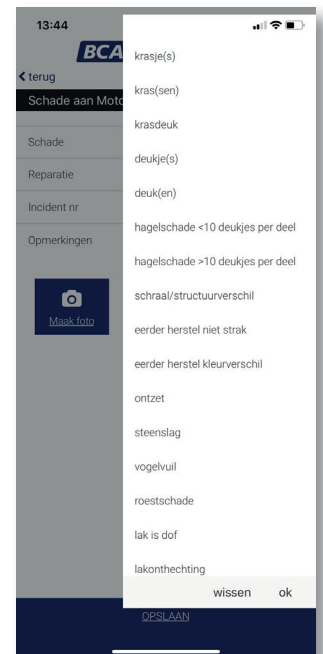 13:44
BCA
terug
Schade aan Moto
Schade
Reparatie
Incident nr
Opmerkingen
Maak foto
krasje(s)
kras(sen)
krasdeuk
deukje(s)
deuk(en)
hagelschade <10 deukjes per deel
hagelschade >10 deukjes per deel
schraal/structuurverschil
eerder herstel niet strak
eerder herstel kleurverschil
ontzet
steenslag
vogelvuil
roestschade
lak is dof
lakonthechting
wissen ok
OPSLAAN